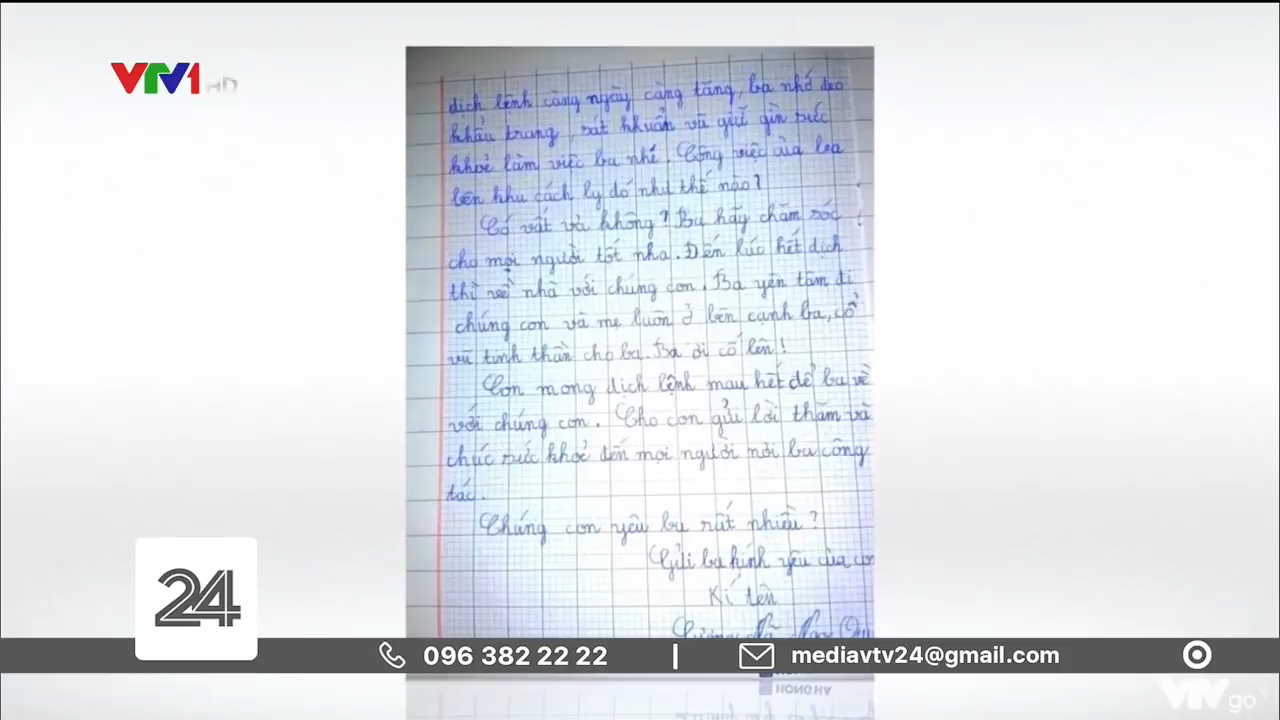 VTV1 HD
dịch bệnh càng ngày càng tăng, ba nhớ đeo
khẩu trang, sát khuẩn và giữ gìn sức
khoẻ làm việc ba nhé. Công việc của ba
bên khu cách ly đó như thế nào?
Có vất vả không? Ba hãy chăm sóc
cho mọi người tốt nha. Đến lúc hết dịch
thì về nhà với chúng con. Ba yên tâm đi
chúng con và mẹ luôn ở bên cạnh ba, cổ
vũ tinh thần cho ba. Ba ơi cố lên!
Con mong dịch bệnh mau hết để ba về
với chúng con. Cho con gửi lời thăm và
chúc sức khoẻ đến mọi người nơi ba công
tác.
Chúng con yêu ba rất nhiều?
Gửi ba kính yêu của con
Kí tên
24
096 382 22 22 | mediavtv24@gmail.com
VTVgo